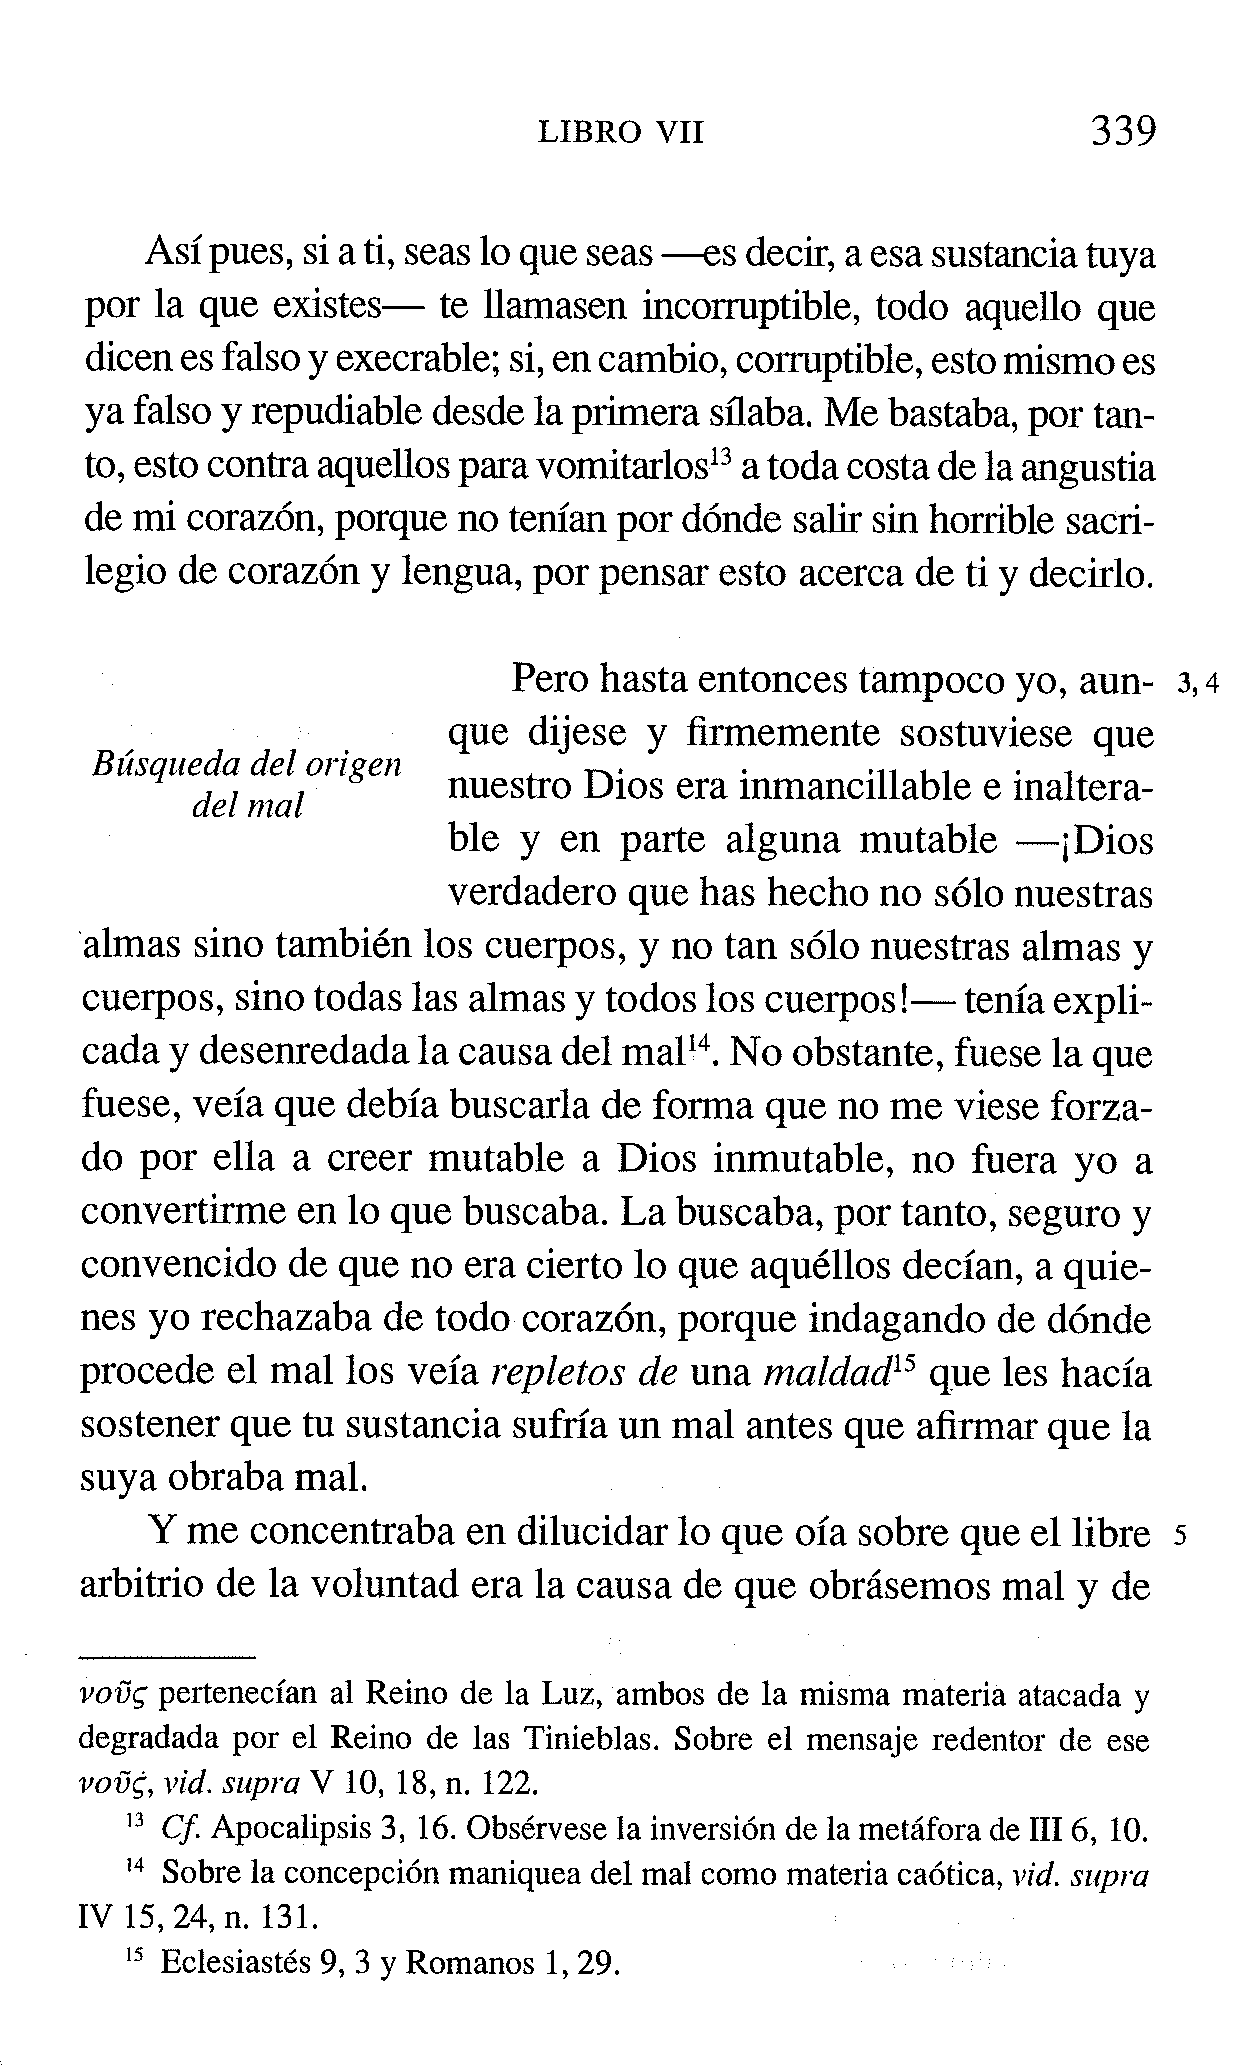 LIBRO VII 339
Así pues, si a ti, seas lo que seas —es decir, a esa sustancia tuya
por la que existes— te llamasen incorruptible, todo aquello que
dicen es falso y execrable; si, en cambio, corruptible, esto mismo es
ya falso y repudiable desde la primera sílaba. Me bastaba, por tan-
to, esto contra aquellos para vomitarlos¹³ a toda costa de la angustia
de mi corazón, porque no tenían por dónde salir sin horrible sacri-
legio de corazón y lengua, por pensar esto acerca de ti y decirlo.
Búsqueda del origen
del mal
Pero hasta entonces tampoco yo, aun- 3, 4
que dijese y firmemente sostuviese que
nuestro Dios era inmancillable e inaltera-
ble y en parte alguna mutable —¡Dios
verdadero que has hecho no sólo nuestras
almas sino también los cuerpos, y no tan sólo nuestras almas y
cuerpos, sino todas las almas y todos los cuerpos!— tenía expli-
cada y desenredada la causa del mal¹⁴. No obstante, fuese la que
fuese, veía que debía buscarla de forma que no me viese forza-
do por ella a creer mutable a Dios inmutable, no fuera yo a
convertirme en lo que buscaba. La buscaba, por tanto, seguro y
convencido de que no era cierto lo que aquéllos decían, a quie-
nes yo rechazaba de todo corazón, porque indagando de dónde
procede el mal los veía repletos de una maldad¹⁵ que les hacía
sostener que tu sustancia sufría un mal antes que afirmar que la
suya obraba mal.
Y me concentraba en dilucidar lo que oía sobre que el libre 5
arbitrio de la voluntad era la causa de que obrásemos mal y de
νοῦς pertenecían al Reino de la Luz, ambos de la misma materia atacada y
degradada por el Reino de las Tinieblas. Sobre el mensaje redentor de ese
νοῦς, vid. supra V 10, 18, n. 122.
¹³ Cf. Apocalipsis 3, 16. Obsérvese la inversión de la metáfora de III 6, 10.
¹⁴ Sobre la concepción maniquea del mal como materia caótica, vid. supra
IV 15, 24, n. 131.
¹⁵ Eclesiastés 9, 3 y Romanos 1, 29.